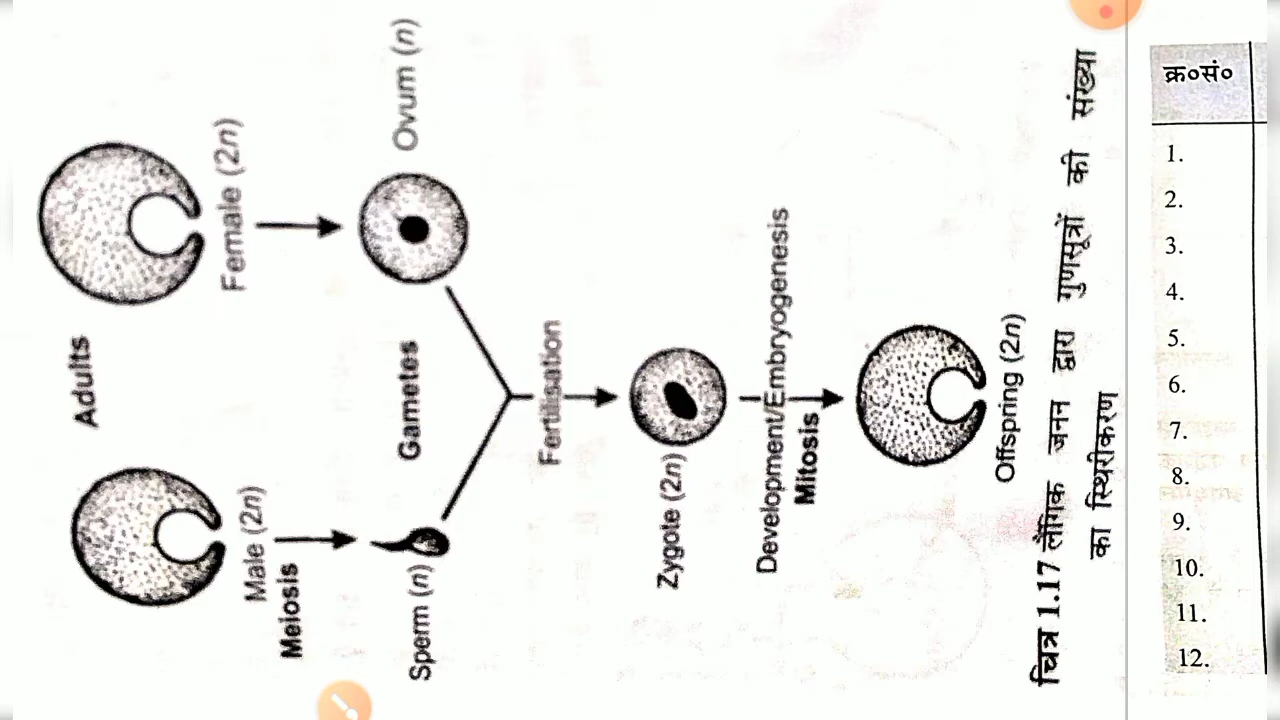 Adults
Male (2n)
Female (2n)
Meiosis
Sperm (n)
Gametes
Ovum (n)
Fertilisation
Zygote (2n)
Development/Embryogenesis
Mitosis
Offspring (2n)
चित्र 1.17 लैंगिक जनन द्वारा गुणसूत्रों की संख्या
का स्थिरीकरण
क्र०सं०
1.
2.
3.
4.
5.
6.
7.
8.
9.
10.
11.
12.